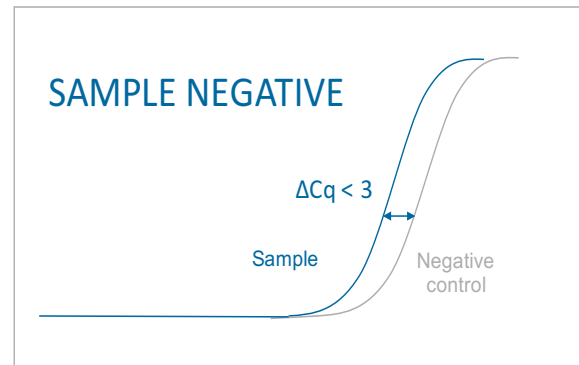 SAMPLE NEGATIVE
ΔCq < 3
Sample
Negative
control